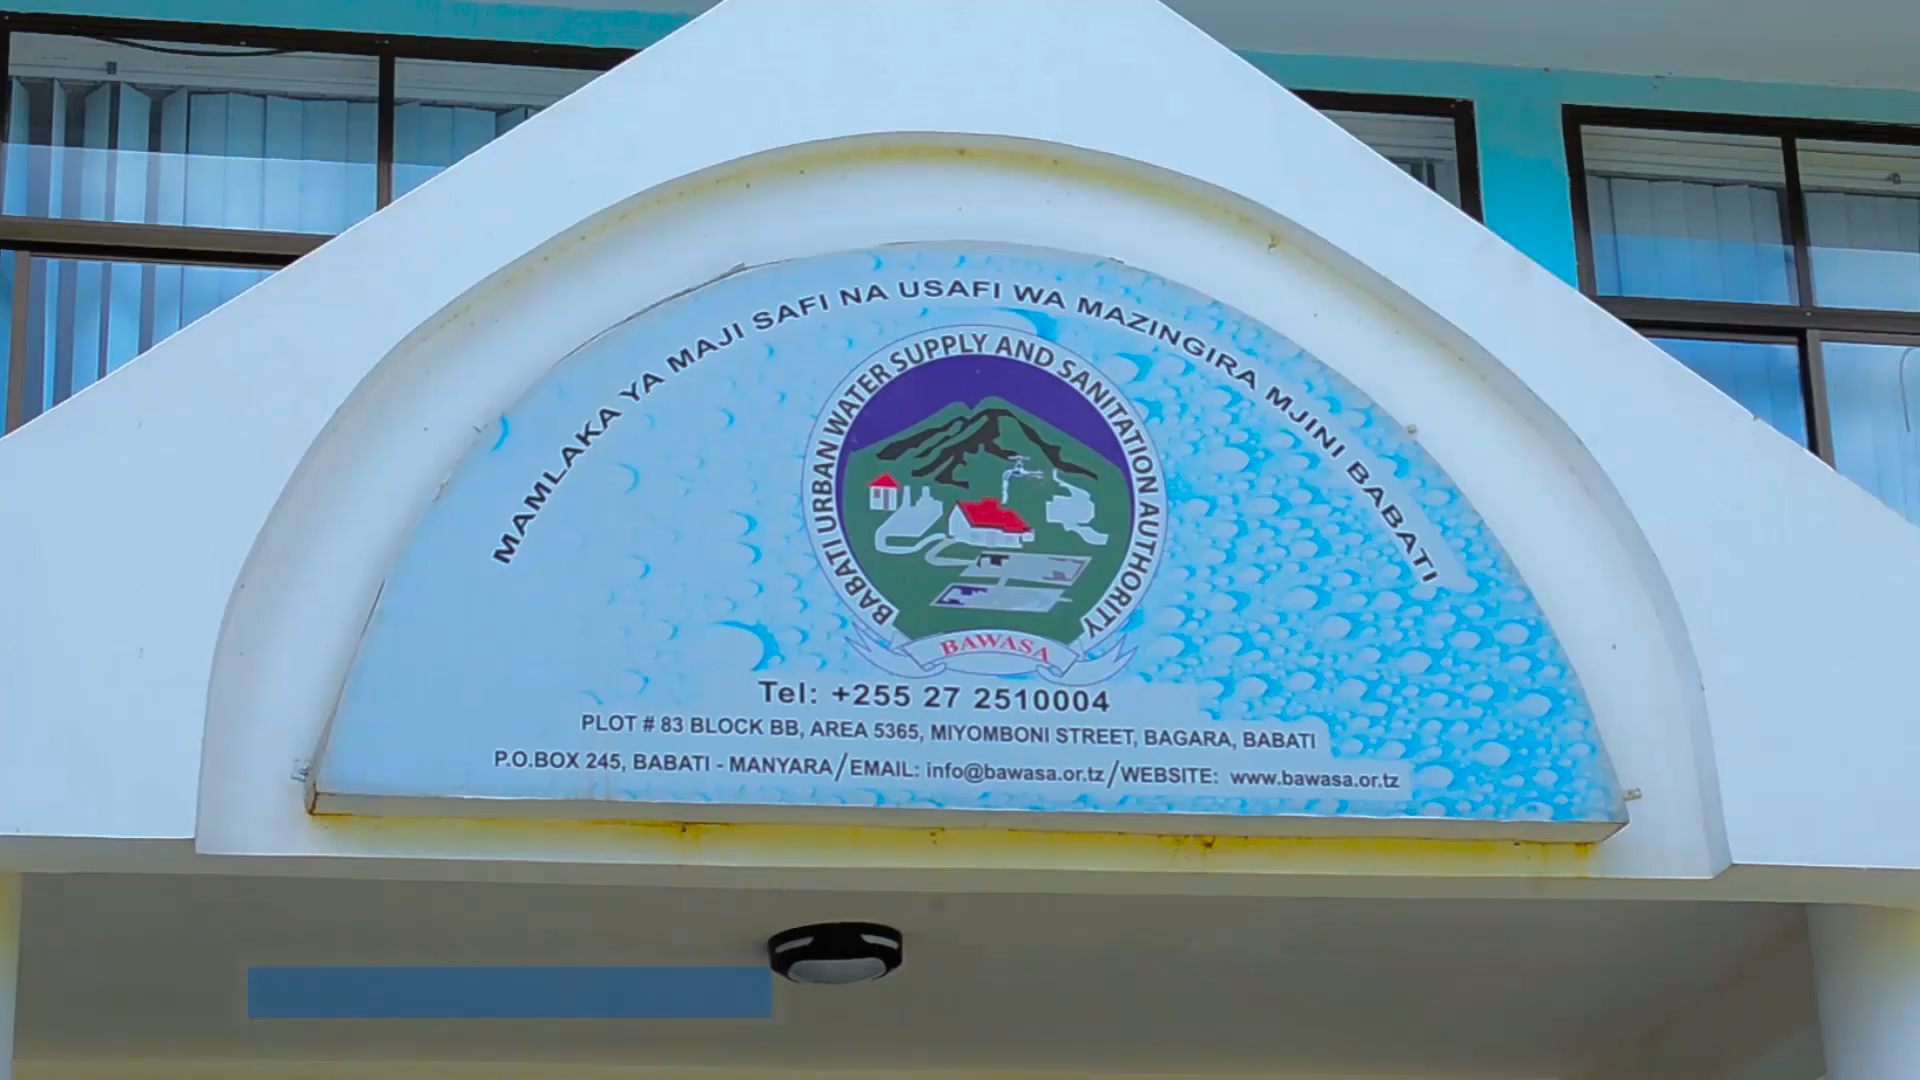 MAMLAKA YA MAJI SAFI NA USAFI WA MAZINGIRA MJINI BABATI
BABATI URBAN WATER SUPPLY AND SANITATION AUTHORITY
BAWASA
Tel: +255 27 2510004
PLOT # 83 BLOCK BB, AREA 5365, MIYOMBONI STREET, BAGARA, BABATI
P.O.BOX 245, BABATI - MANYARA/EMAIL: info@bawasa.or.tz/WEBSITE: www.bawasa.or.tz